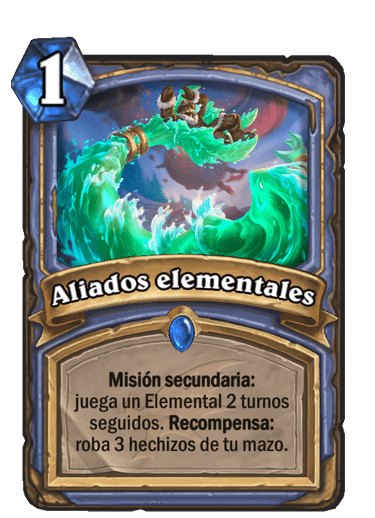 1
Aliados elementales
Misión secundaria:
juega un Elemental 2 turnos
seguidos. Recompensa:
roba 3 hechizos de tu mazo.